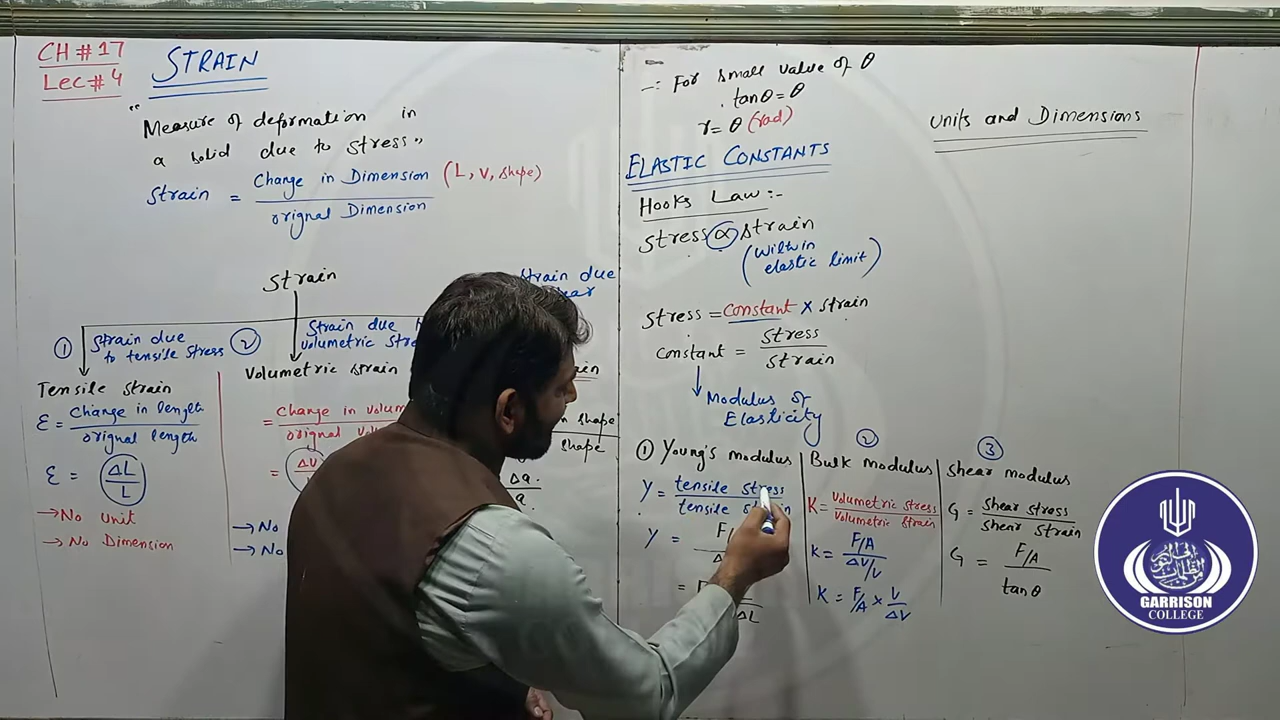 CH # 17
Lec # 4
STRAIN
"Measure of deformation in
a solid due to stress"
Strain = Change in Dimension (L, V, shape)
orignal Dimension
Strain
① Strain due
to tensile stress
Tensile strain
ε = Change in length
orignal length
ε = ΔL
L
→ No unit
→ No Dimension
② Strain due
volumetric
Volumetric strain
= Change in
orignal
= ΔV
→ No
→ No
Strain due
shape
shape
Δa
a
∴ For small value of θ
tanθ = θ
γ = θ (rad)
ELASTIC CONSTANTS
Hooks Law:-
Stress ∝ strain
(within
elastic limit)
Stress = Constant × strain
Constant = stress
strain
Modulus of
Elasticity
① Young's modulus
Y = tensile stress
tensile
Y =
=
ΔL
②
Bulk modulus
K = Volumetric stress
Volumetric strain
K = F/A
ΔV/V
K = F/A × V
ΔV
③
Shear modulus
G = Shear stress
Shear strain
G = F/A
tanθ
Units and Dimensions
GARRISON
COLLEGE